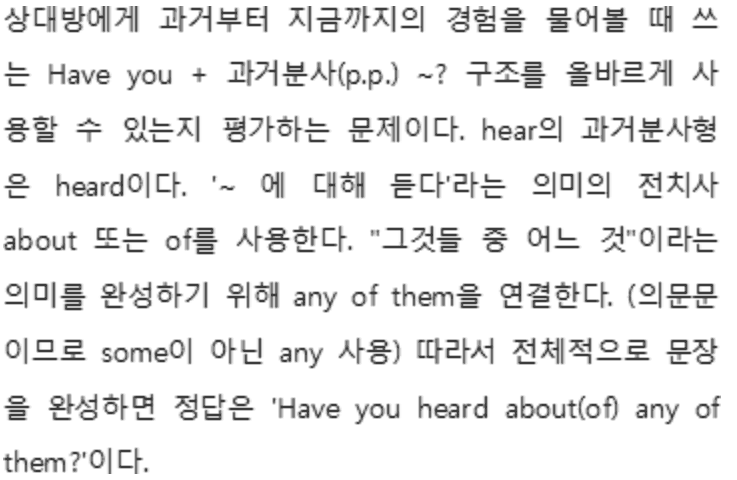 상대방에게 과거부터 지금까지의 경험을 물어볼 때 쓰
는 Have you + 과거분사(p.p.) ~? 구조를 올바르게 사
용할 수 있는지 평가하는 문제이다. hear의 과거분사형
은 heard이다. '~ 에 대해 듣다'라는 의미의 전치사
about 또는 of를 사용한다. "그것들 중 어느 것"이라는
의미를 완성하기 위해 any of them을 연결한다. (의문문
이므로 some이 아닌 any 사용) 따라서 전체적으로 문장
을 완성하면 정답은 'Have you heard about(of) any of
them?'이다.